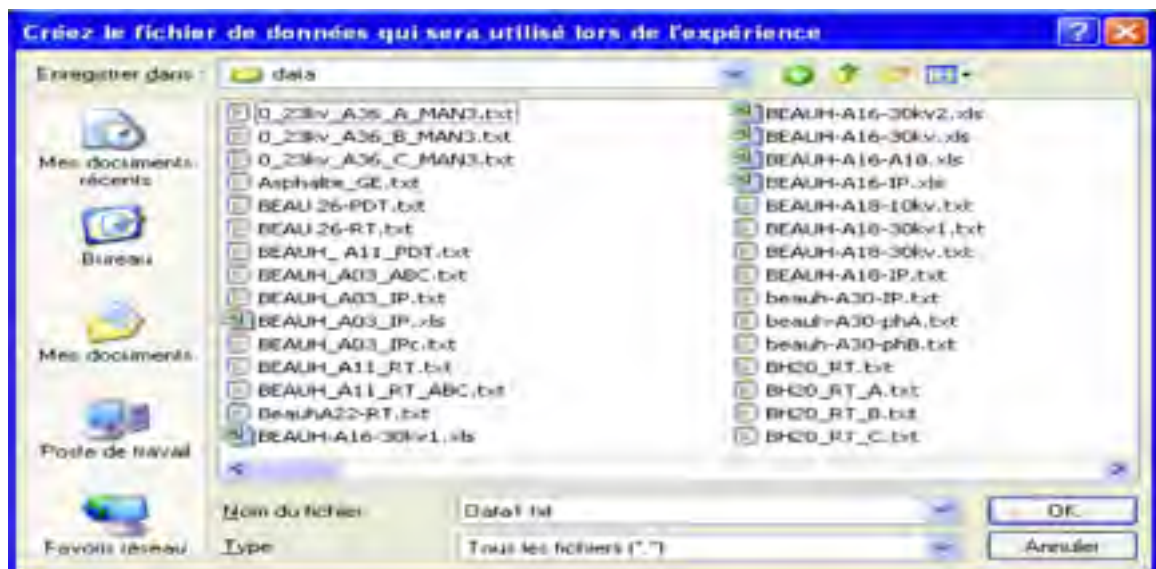 Créez le fichier de données qui sera utilisé lors de l'expérience
Enregistrer dans :
data
Mes documents récents
Bureau
Mes documents
Poste de travail
Favoris réseau
0_23kv_A36_A_MAN3.txt
0_23kv_A36_B_MAN3.txt
0_23kv_A36_C_MAN3.txt
Asphalte_GE.txt
BEAU 26-PDT.txt
BEAU 26-RT.txt
BEAUH_ A11_PDT.txt
BEAUH_A03_ABC.txt
BEAUH_A03_IP.txt
BEAUH_A03_IP.xls
BEAUH_A03_IPc.txt
BEAUH_A11_RT.txt
BEAUH_A11_RT_ABC.txt
BeauhA22-RT.txt
BEAUH-A16-30kv1.xls
BEAUH-A16-30kv2.xls
BEAUH-A16-30kv.xls
BEAUH-A16-A18.xls
BEAUH-A16-IP.xls
BEAUH-A18-10kv.txt
BEAUH-A18-30kv1.txt
BEAUH-A18-30kv.txt
BEAUH-A18-IP.txt
beauh-A30-IP.txt
beauh-A30-phA.txt
beauh-A30-phB.txt
BH20_RT.txt
BH20_RT_A.txt
BH20_RT_B.txt
BH20_RT_C.txt
Nom du fichier
Data1.txt
OK
Type
Tous les fichiers (*.*)
Annuler